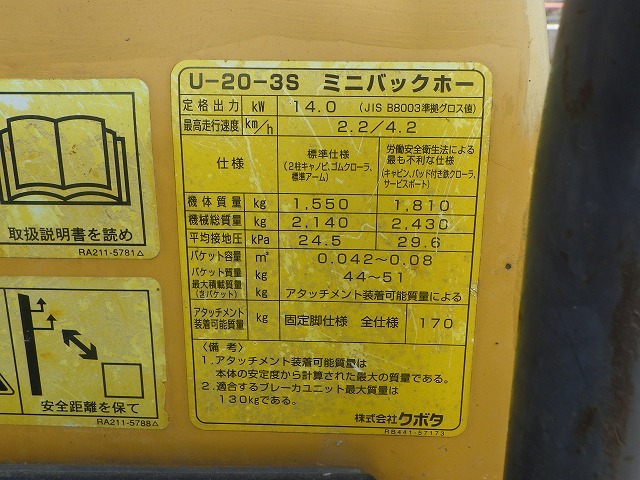 U-20-3S ミニバックホー
定格出力 kW 14.0 (JIS B8003準拠グロス値)
最高走行速度 km/h 2.2/4.2
仕様 標準仕様 (2柱キャノピ、ゴムクローラ、標準アーム) 労働安全衛生法による最も不利な仕様 (キャビン、パッド付き鉄クローラ、サービスポート)
機体質量 kg 1,550 1,810
機械総質量 kg 2,140 2,430
平均接地圧 kPa 24.5 29.6
バケット容量 m³ 0.042〜0.08
バケット質量 kg 44〜51
最大積載質量 (含バケット) kg アタッチメント装着可能質量による
アタッチメント装着可能質量 kg 固定脚仕様 全仕様 170
〈備考〉
1.アタッチメント装着可能質量は
本体の安定度から計算された最大の質量である。
2.適合するブレーカユニット最大質量は
130kgである。
株式会社クボタ
RB441-57173
取扱説明書を読め
RA211-5781△
安全距離を保て
RA211-5788△